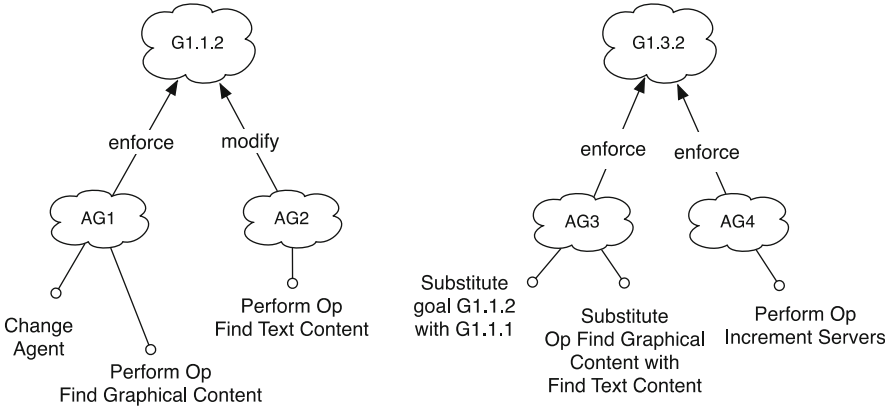 G1.1.2
G1.3.2
enforce
modify
enforce
enforce
AG1
AG2
AG3
AG4
Change
Agent
Perform Op
Find Graphical Content
Perform Op
Find Text Content
Substitute
goal G1.1.2
with G1.1.1
Substitute
Op Find Graphical
Content with
Find Text Content
Perform Op
Increment Servers